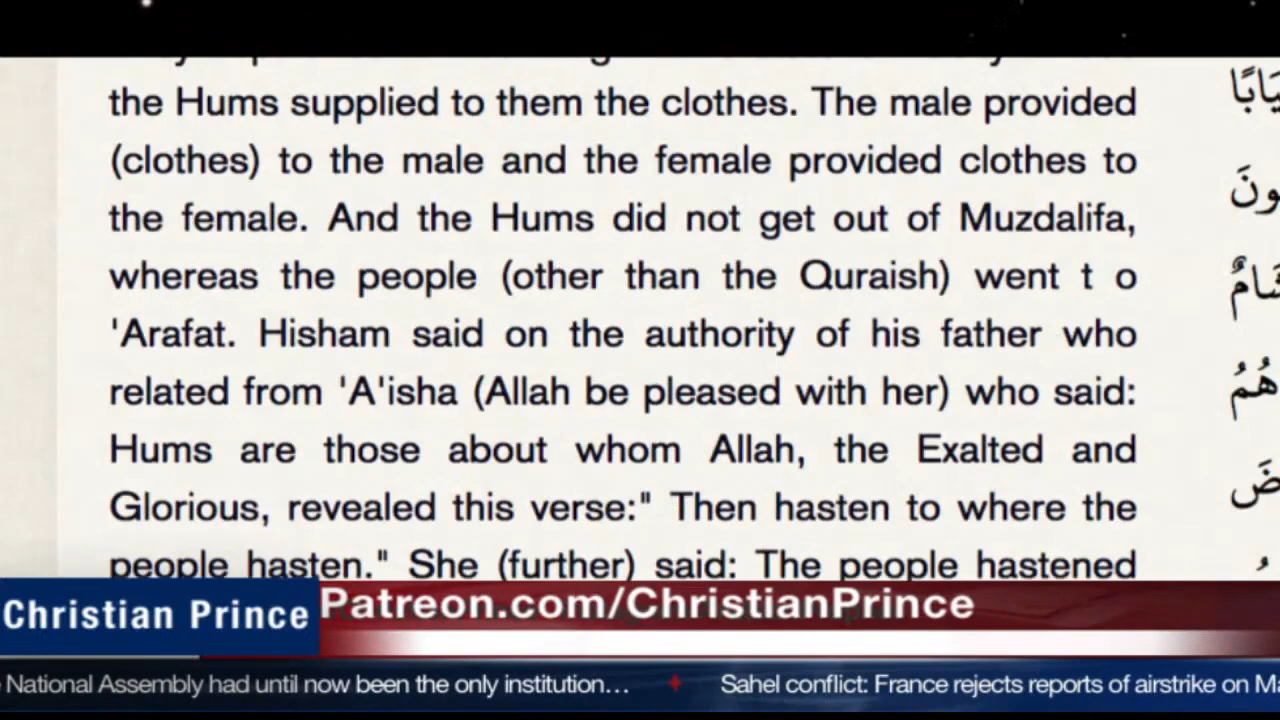 the Hums supplied to them the clothes. The male provided
(clothes) to the male and the female provided clothes to
the female. And the Hums did not get out of Muzdalifa,
whereas the people (other than the Quraish) went t o
'Arafat. Hisham said on the authority of his father who
related from 'A'isha (Allah be pleased with her) who said:
Hums are those about whom Allah, the Exalted and
Glorious, revealed this verse:" Then hasten to where the
people hasten." She (further) said: The people hastened
Christian Prince
Patreon.com/ChristianPrince
National Assembly had until now been the only institution… + Sahel conflict: France rejects reports of airstrike on